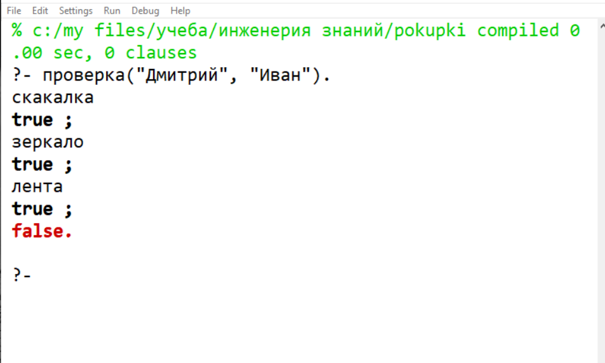 File Edit Settings Run Debug Help
% c:/my files/учеба/инженерия знаний/pokupki compiled 0
.00 sec, 0 clauses
?- проверка("Дмитрий", "Иван").
скакалка
true ;
зеркало
true ;
лента
true ;
false.
?-